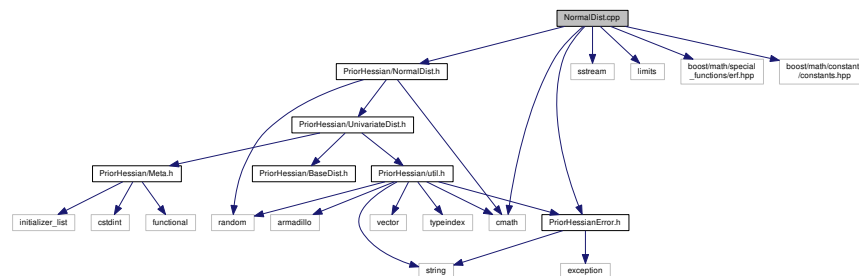 NormalDist.cpp
PriorHessian/NormalDist.h
sstream
limits
boost/math/special
_functions/erf.hpp
boost/math/constant
/constants.hpp
PriorHessian/UnivariateDist.h
PriorHessian/Meta.h
PriorHessian/BaseDist.h
PriorHessian/util.h
initializer_list
cstdint
functional
random
armadillo
vector
typeindex
cmath
PriorHessianError.h
string
exception